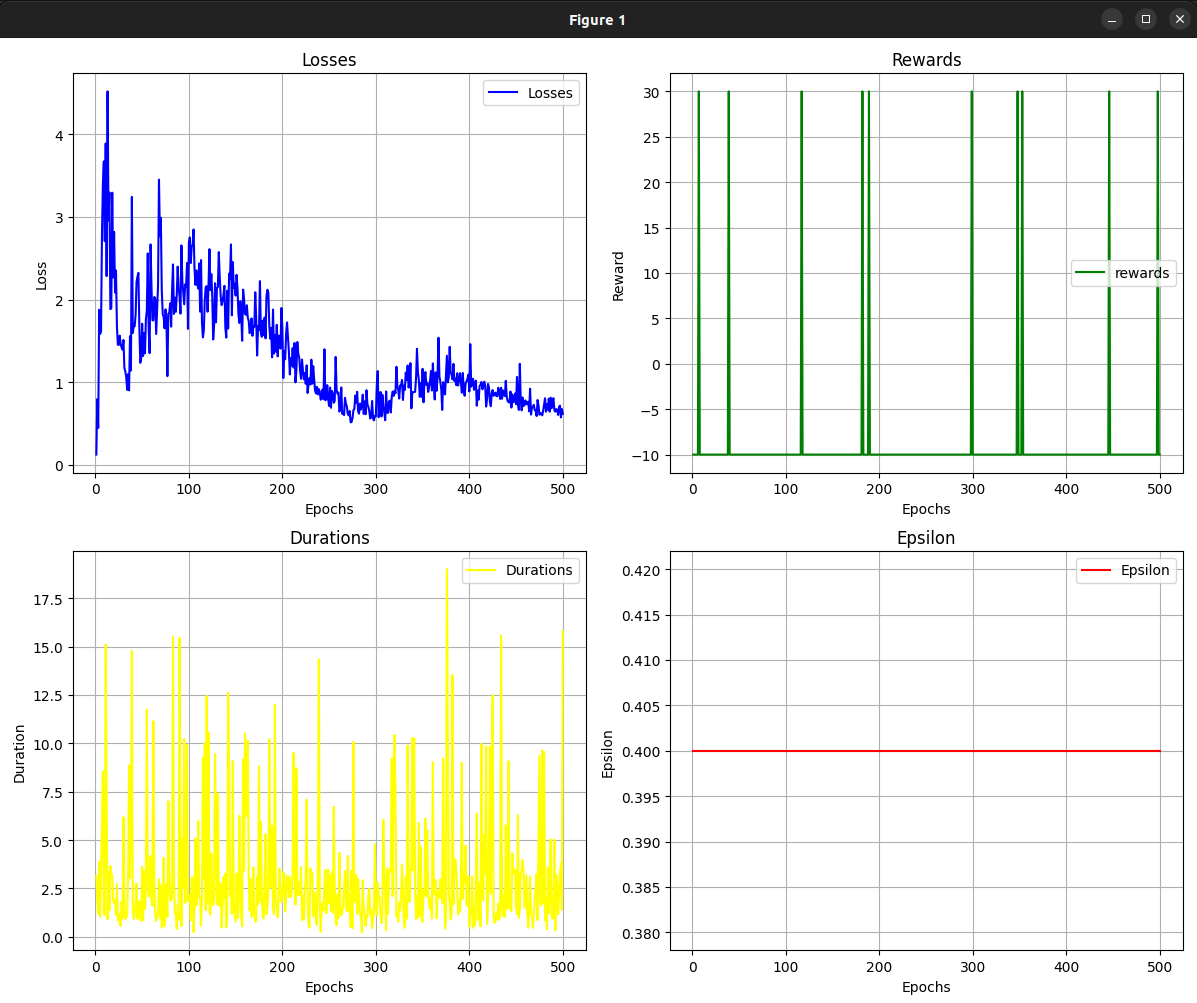 Figure 1
Losses
Losses
4
3
2
1
0
Loss
0 100 200 300 400 500
Epochs
Rewards
rewards
30
25
20
15
10
5
0
−5
−10
Reward
0 100 200 300 400 500
Epochs
Durations
Durations
17.5
15.0
12.5
10.0
7.5
5.0
2.5
0.0
Duration
0 100 200 300 400 500
Epochs
Epsilon
Epsilon
0.420
0.415
0.410
0.405
0.400
0.395
0.390
0.385
0.380
Epsilon
0 100 200 300 400 500
Epochs